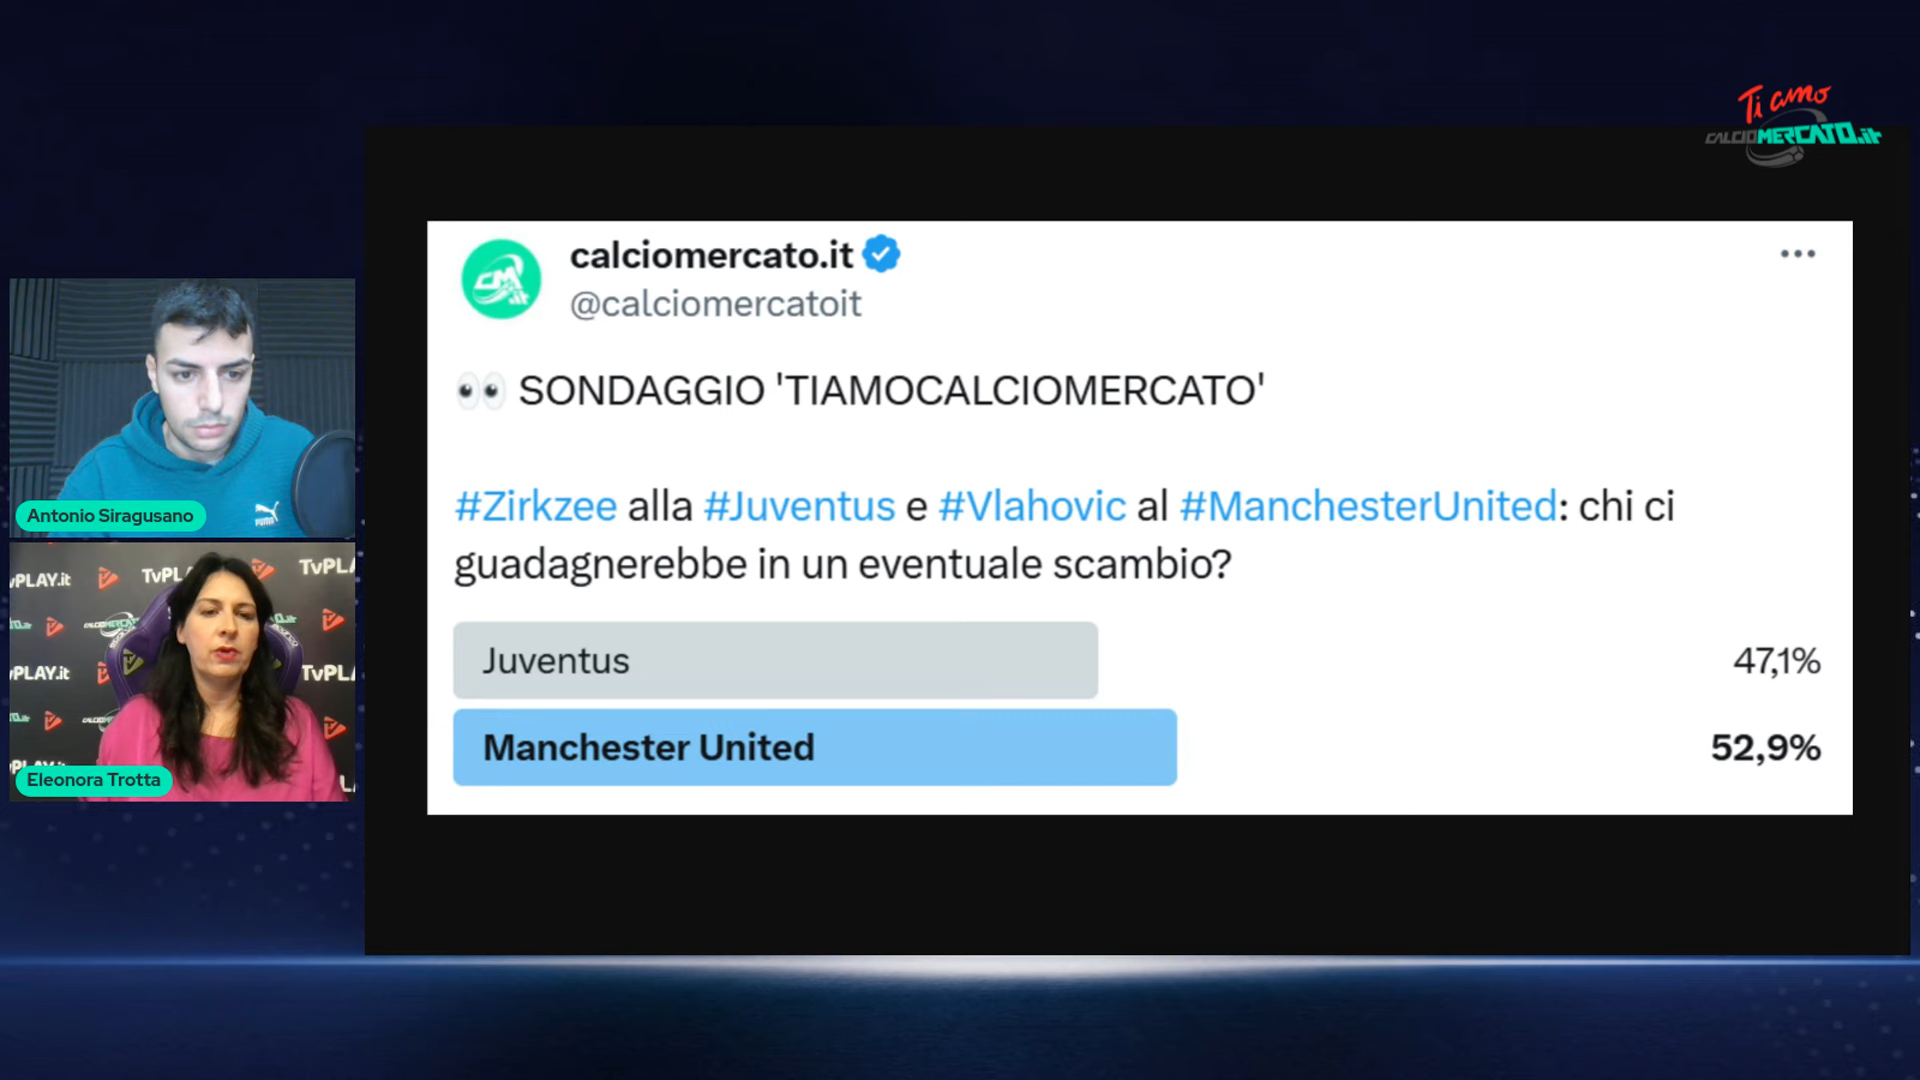 Ti amo
CALCIOMERCATO.it
calciomercato.it
@calciomercatoit
👀 SONDAGGIO 'TIAMOCALCIOMERCATO'
#Zirkzee alla #Juventus e #Vlahovic al #ManchesterUnited: chi ci
guadagnerebbe in un eventuale scambio?
Juventus 47,1%
Manchester United 52,9%
Antonio Siragusano
TvPLAY.it
Eleonora Trotta